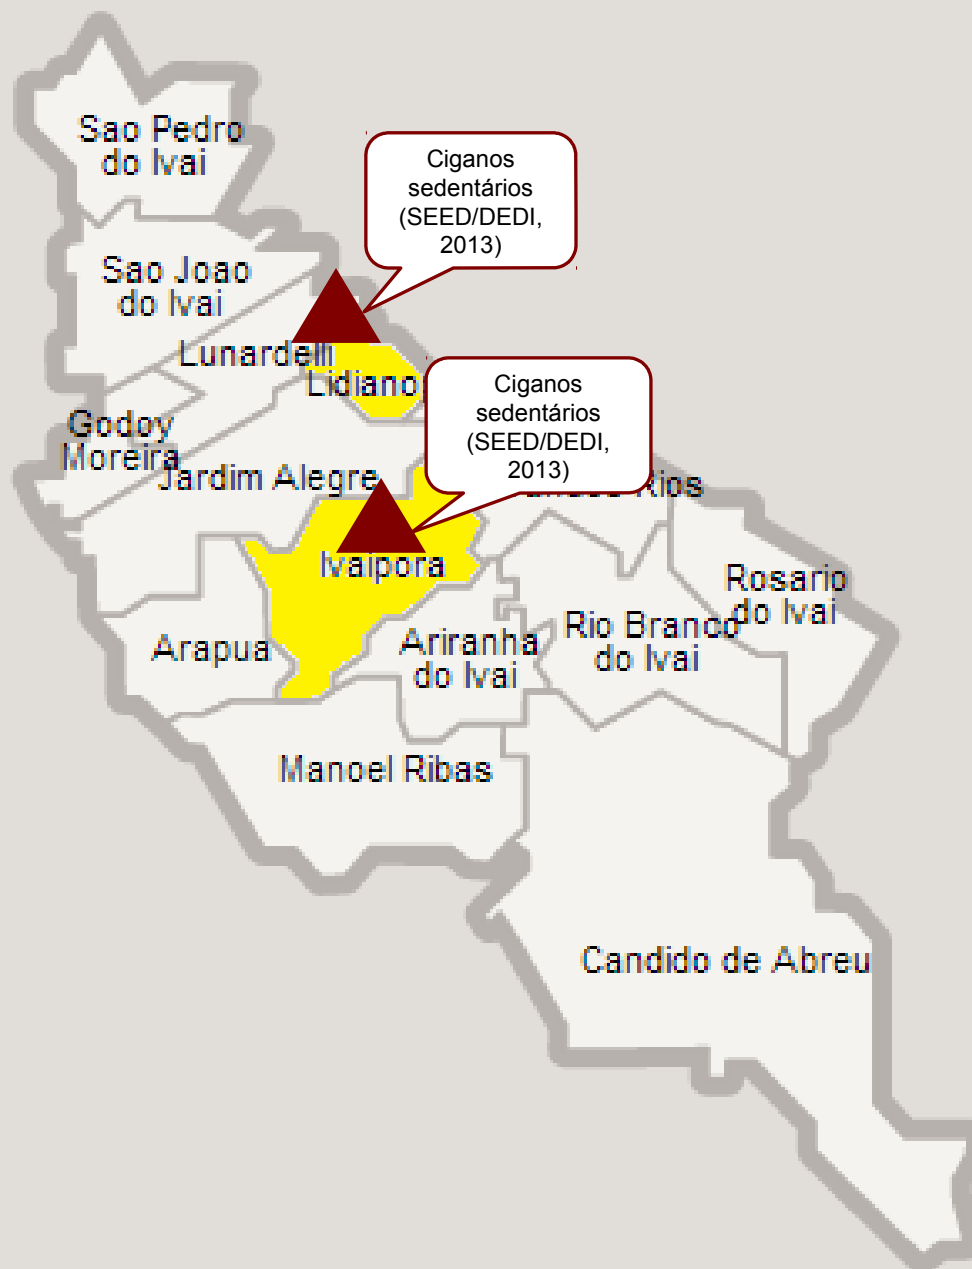 Sao Pedro
do Ivai
Ciganos
sedentários
(SEED/DEDI,
2013)
Sao Joao
do Ivai
Lunardelli
Lidiano
Ciganos
sedentários
(SEED/DEDI,
2013)
Godoy
Moreira
Jardim Alegre
Rios
Ivaipora
Rosario
do Ivai
Rio Branco
do Ivai
Arapua
Ariranha
do Ivai
Manoel Ribas
Candido de Abreu